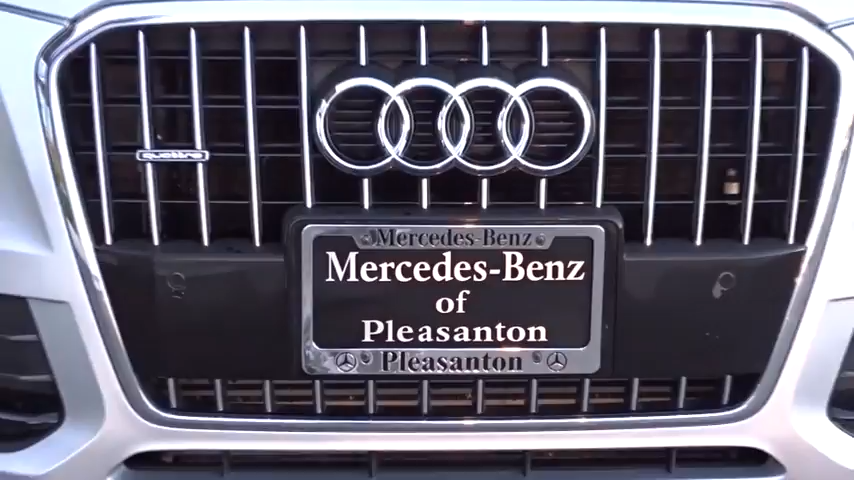 quattro
MERCEDES-BENZ
MERCEDES-BENZ
OF
PLEASANTON
PLEASANTON